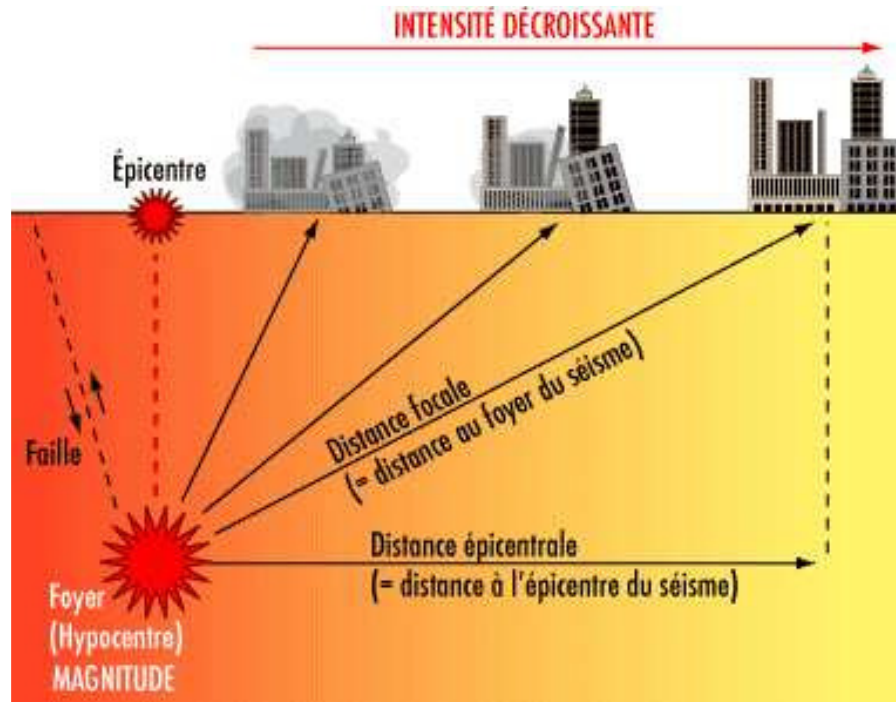 INTENSITÉ DÉCROISSANTE
Épicentre
Faille
Distance focale
(= distance au foyer du séisme)
Distance épicentrale
(= distance à l'épicentre du séisme)
Foyer
(Hypocentre)
MAGNITUDE